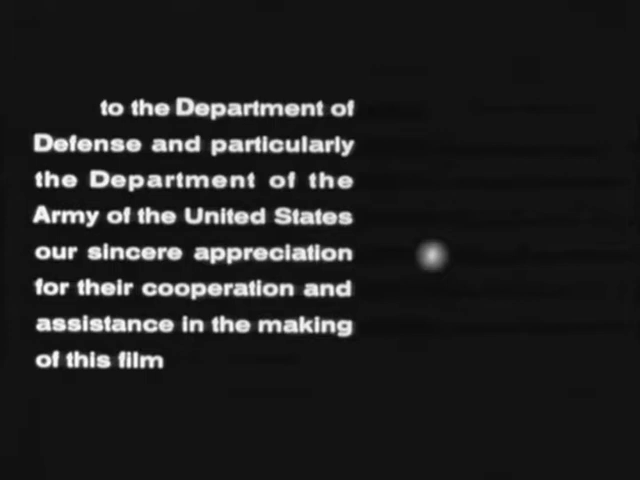 to the Department of
Defense and particularly
the Department of the
Army of the United States
our sincere appreciation
for their cooperation and
assistance in the making
of this film